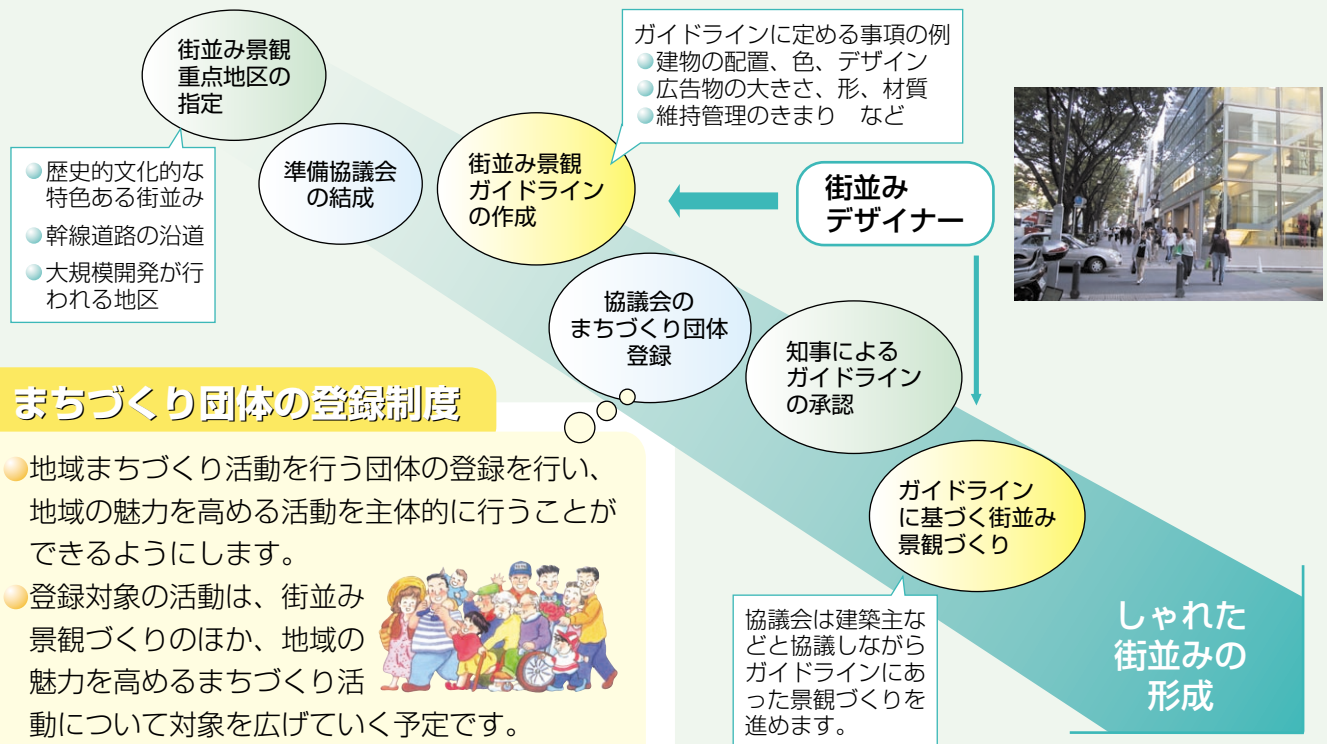 街並み景観
重点地区の
指定
歴史的文化的な
特色ある街並み
幹線道路の沿道
大規模開発が行
われる地区
準備協議会
の結成
街並み景観
ガイドライン
の作成
ガイドラインに定める事項の例
建物の配置、色、デザイン
広告物の大きさ、形、材質
維持管理のきまり　など
街並み
デザイナー
協議会の
まちづくり団体
登録
知事による
ガイドライン
の承認
ガイドライン
に基づく街並み
景観づくり
協議会は建築主な
どと協議しながら
ガイドラインにあ
った景観づくりを
進めます。
しゃれた
街並みの
形成
まちづくり団体の登録制度
地域まちづくり活動を行う団体の登録を行い、
地域の魅力を高める活動を主体的に行うことが
できるようにします。
登録対象の活動は、街並み
景観づくりのほか、地域の
魅力を高めるまちづくり活
動について対象を広げていく予定です。